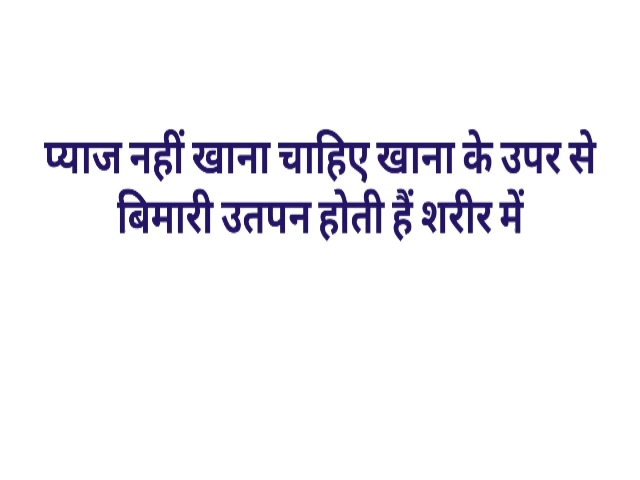 प्याज नहीं खाना चाहिए खाना के उपर से
बिमारी उतपन होती हैं शरीर में